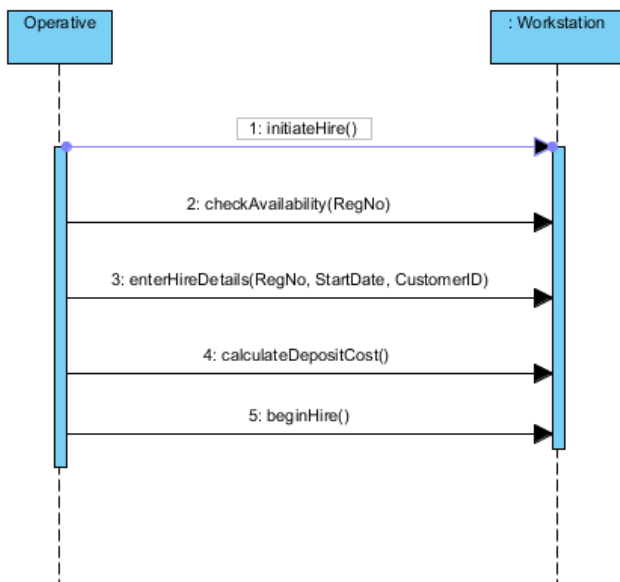 Operative
: Workstation
1: initiateHire()
2: checkAvailability(RegNo)
3: enterHireDetails(RegNo, StartDate, CustomerID)
4: calculateDepositCost()
5: beginHire()